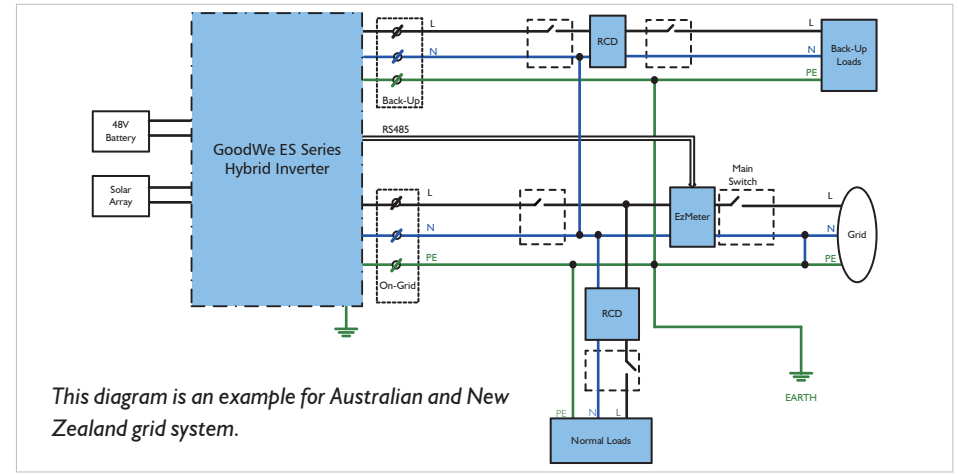 L
N
PE
Back-Up
RCD
L
N
PE
Back-Up
Loads
48V
Battery
Solar
Array
GoodWe ES Series
Hybrid Inverter
RS485
L
N
PE
On-Grid
EzMeter
Main
Switch
L
N
PE
Grid
RCD
PE
N
L
Normal Loads
EARTH
This diagram is an example for Australian and New
Zealand grid system.